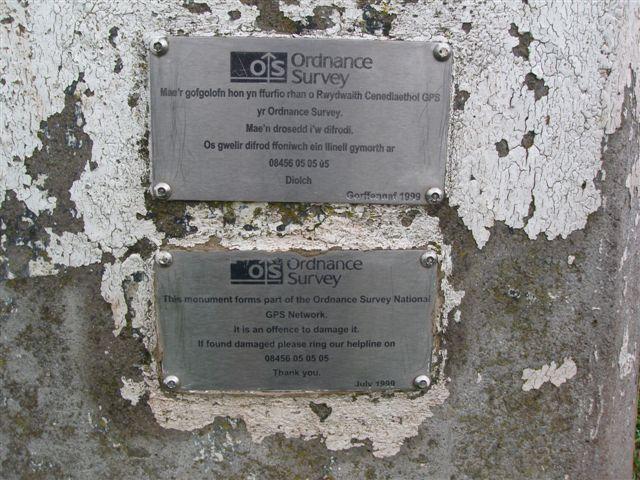 OS Ordnance
Survey
Mae'r gofgolofn hon yn ffurfio rhan o Rwydwaith Cenedlaethol GPS
yr Ordnance Survey.
Mae'n drosedd i'w difrodi.
Os gwelir difrod ffoniwch ein llinell gymorth ar
08456 05 05 05
Diolch
Gorffennaf 1999
OS Ordnance
Survey
This monument forms part of the Ordnance Survey National
GPS Network.
It is an offence to damage it.
If found damaged please ring our helpline on
08456 05 05 05
Thank you.
July 1999